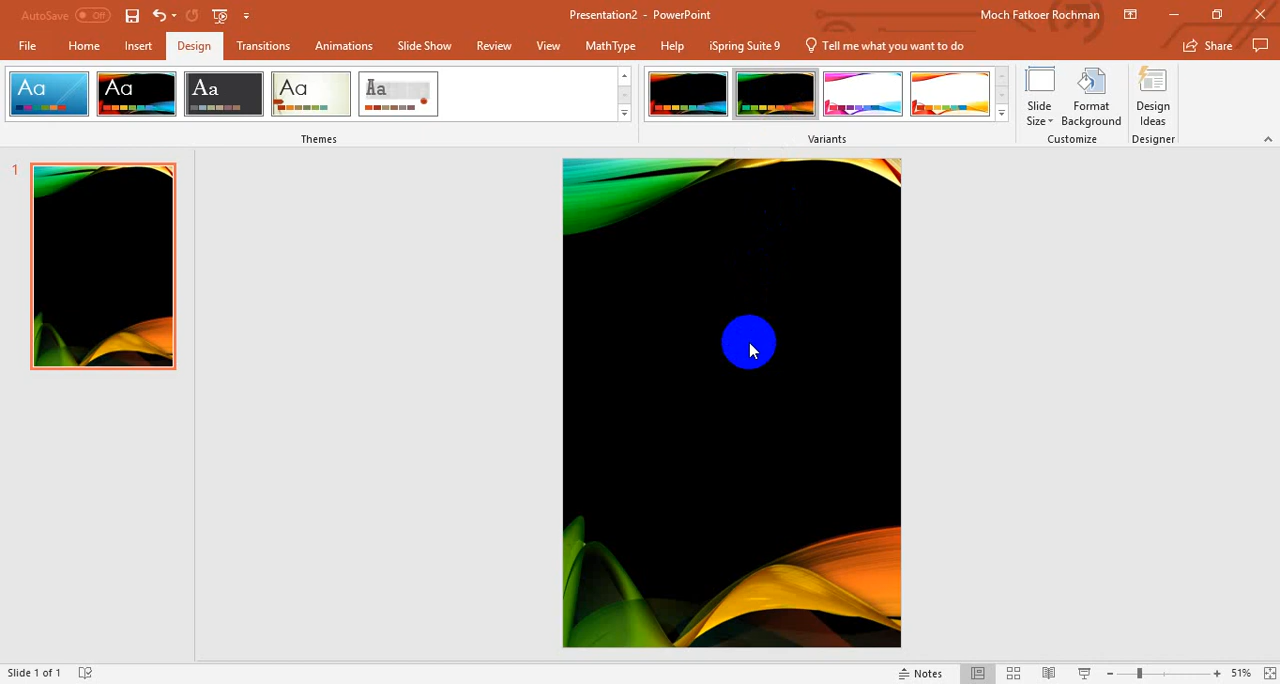 AutoSave Off Presentation2 - PowerPoint Moch Fatkoer Rochman
File Home Insert Design Transitions Animations Slide Show Review View MathType Help iSpring Suite 9 Tell me what you want to do Share
Aa Aa Aa Aa Aa
Slide Size Format Background Design Ideas
Themes Variants Customize Designer
1
Slide 1 of 1 Notes 51%